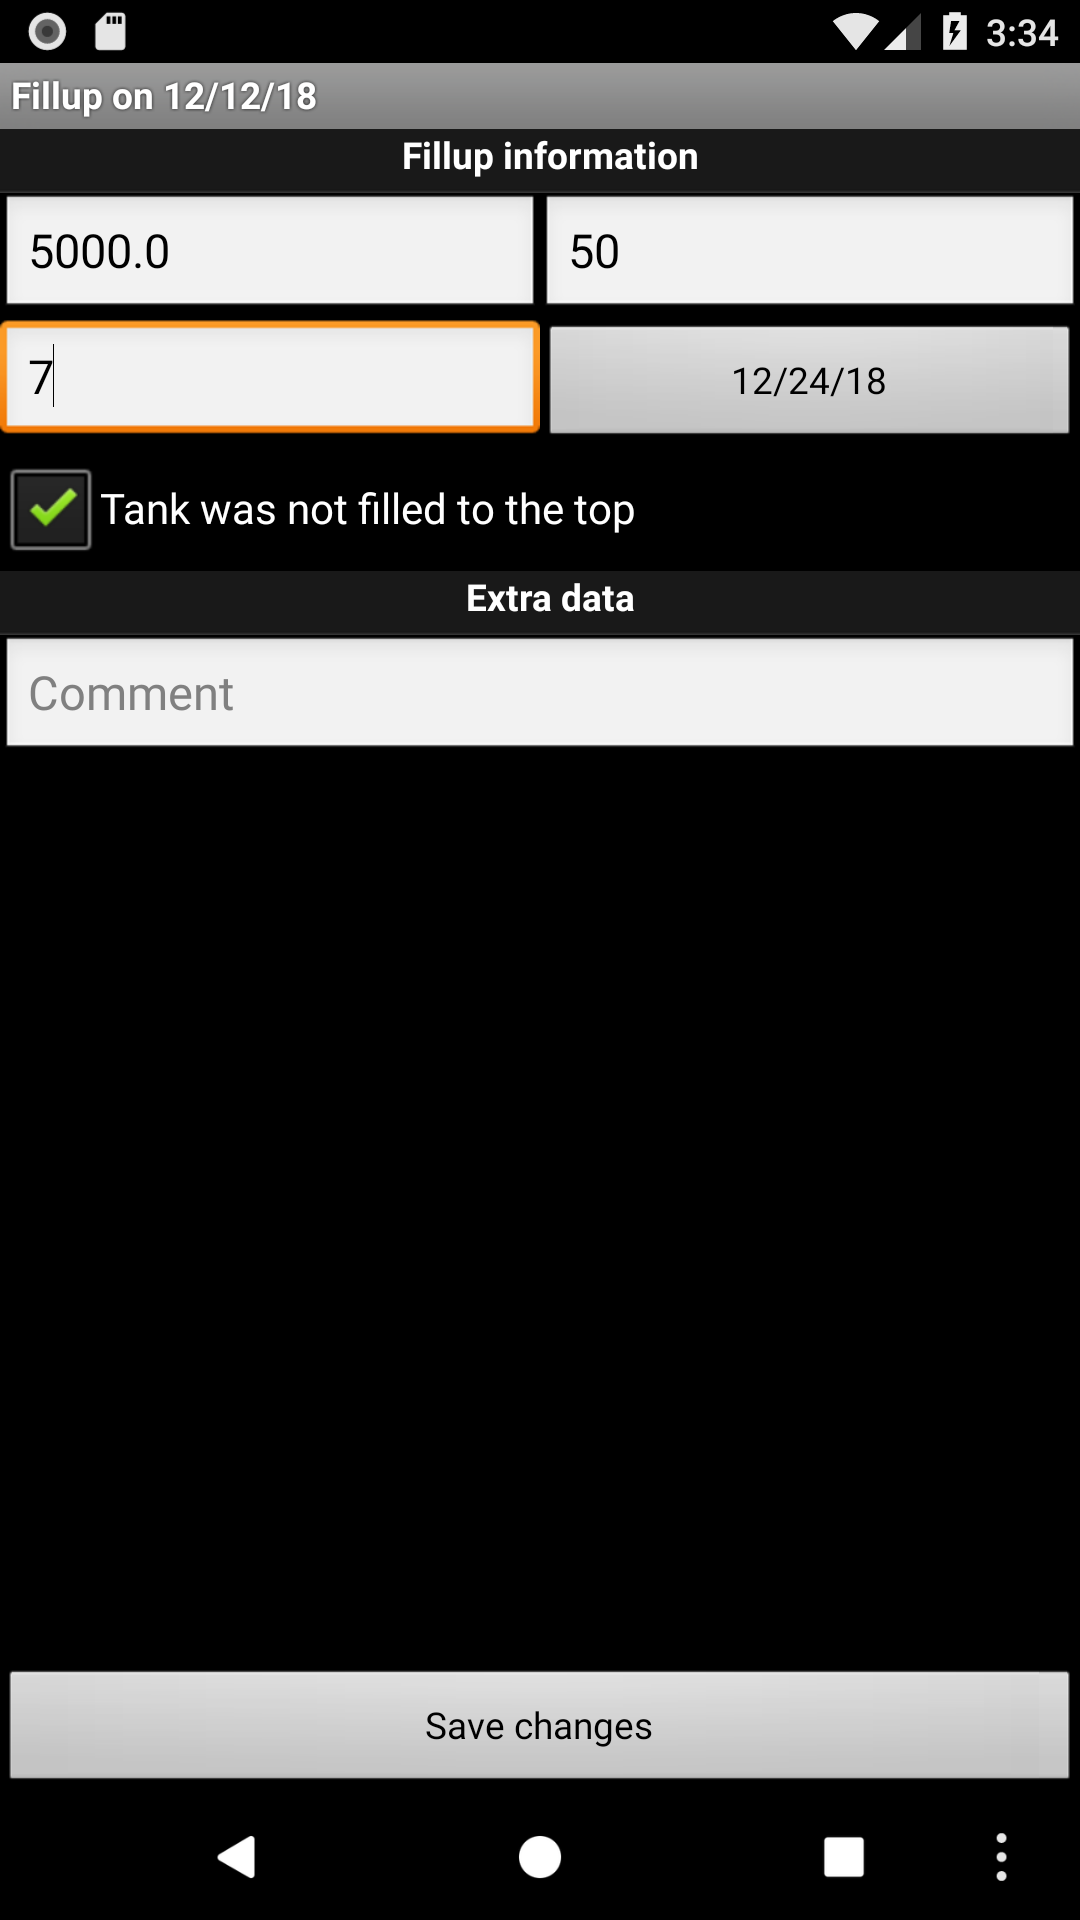 3:34
Fillup on 12/12/18
Fillup information
5000.0
50
7
12/24/18
Tank was not filled to the top
Extra data
Comment
Save changes